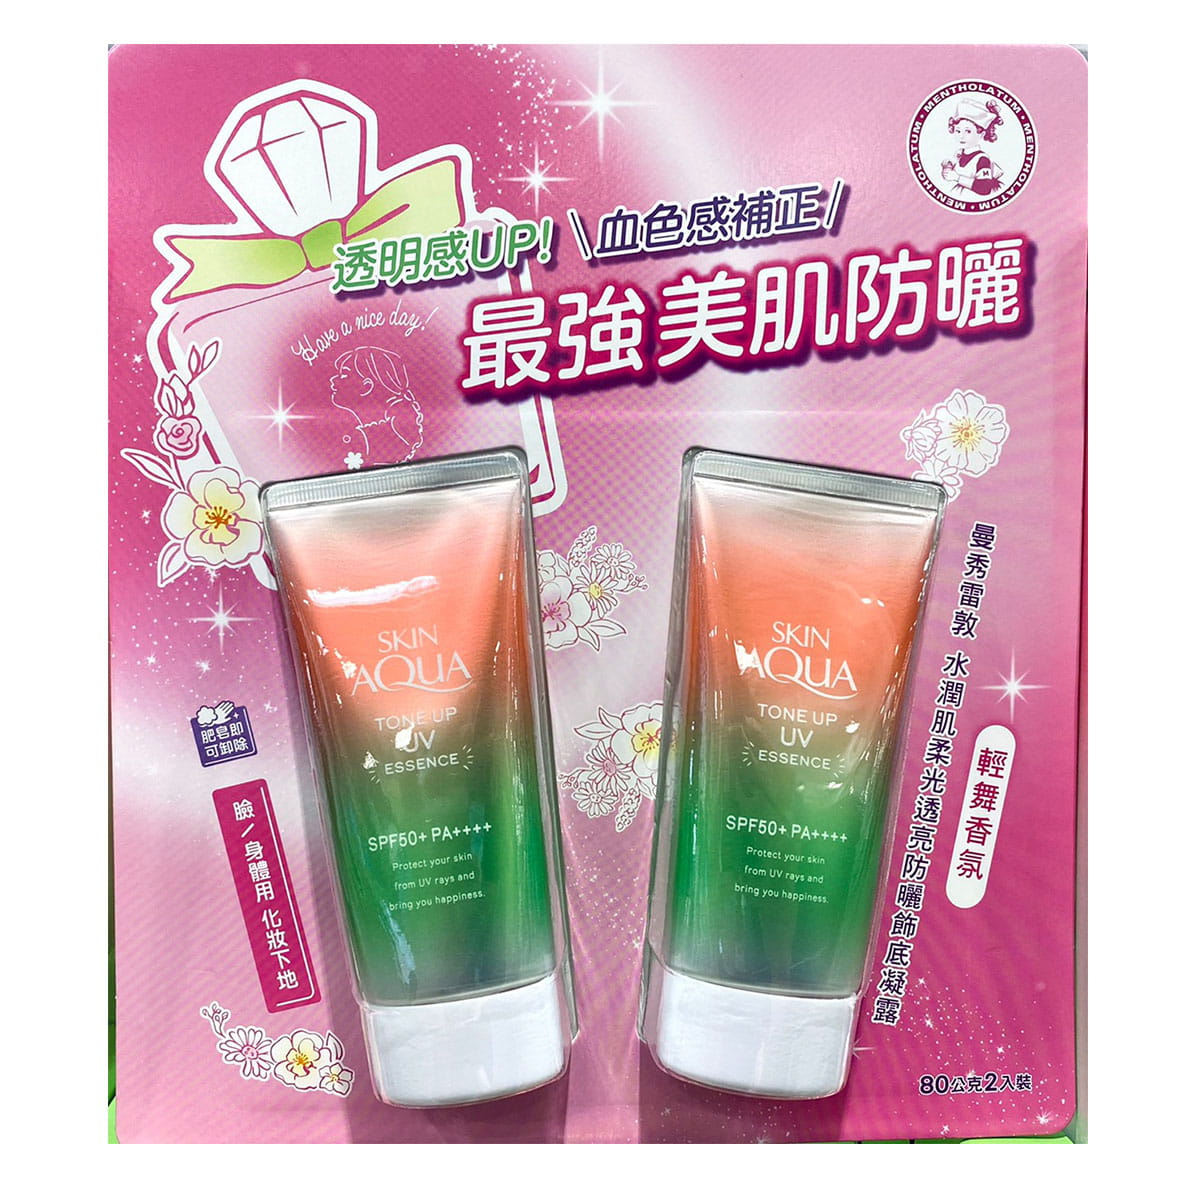 MENTHOLATUM • MENTHOLATUM • MENTHOLATUM •
透明感UP!
\血色感補正/
最強美肌防曬
Have a nice day!
曼秀雷敦 水潤肌柔光透亮防曬飾底凝露
輕舞香氛
肥皂即
可卸除
臉/身體用 化妝下地
SKIN
AQUA
TONE UP
UV
ESSENCE
SPF50+ PA++++
Protect your skin
from UV rays and
bring you happiness.
SKIN
AQUA
TONE UP
UV
ESSENCE
SPF50+ PA++++
Protect your skin
from UV rays and
bring you happiness.
80公克2入裝